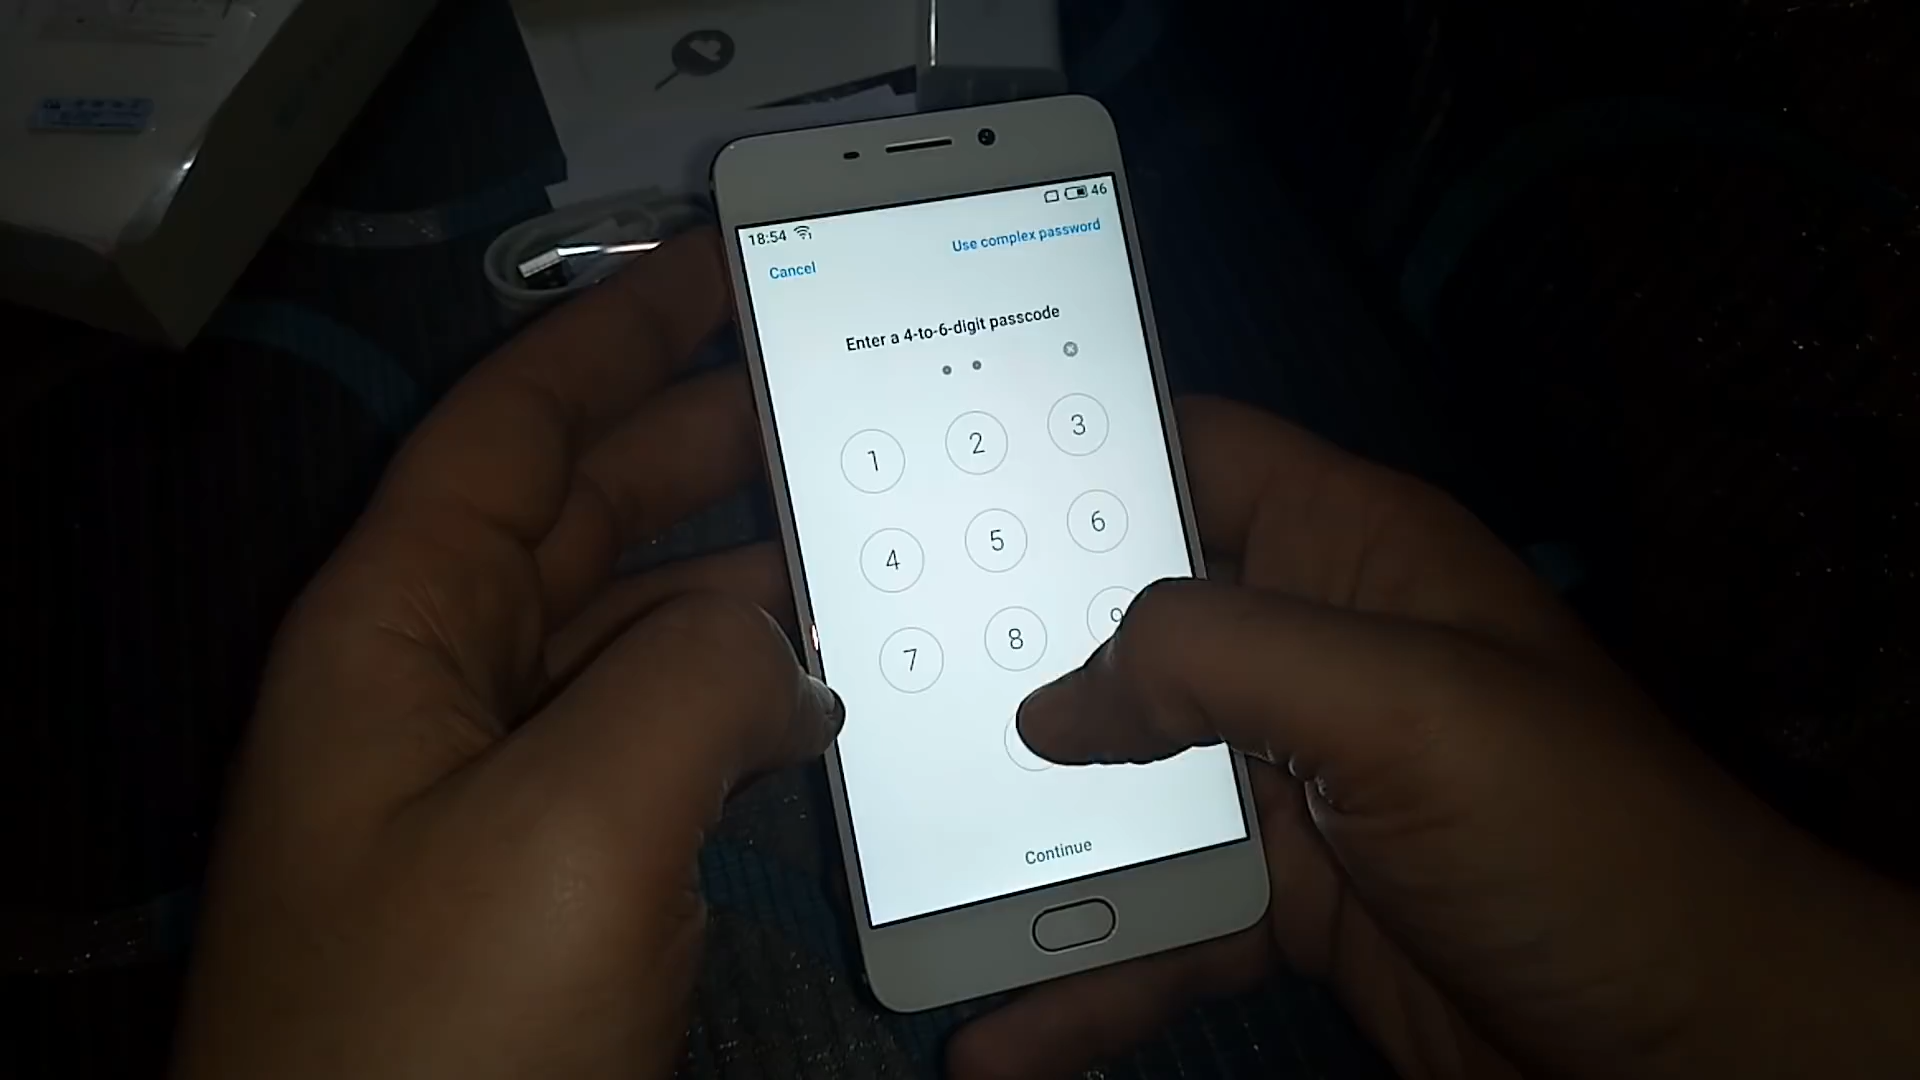 18:54
46
Cancel
Use complex password
Enter a 4-to-6-digit passcode
1 2 3
4 5 6
7 8 9
Continue